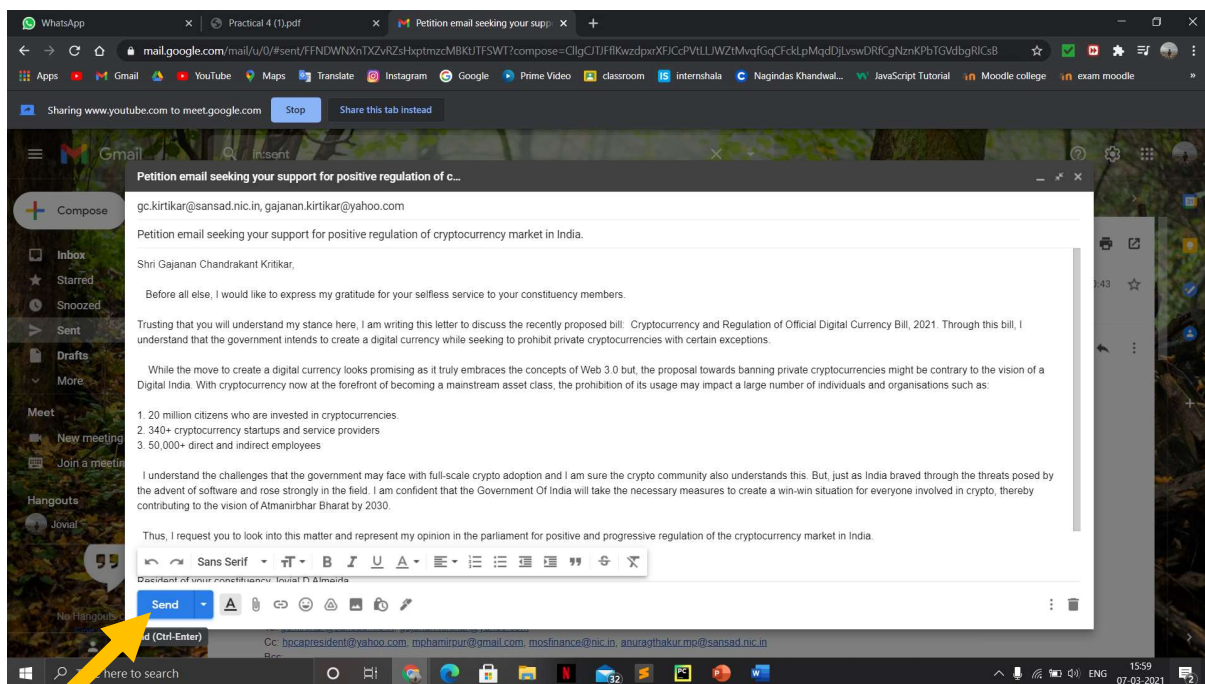 WhatsApp
Practical 4 (1).pdf
Petition email seeking your supp
mail.google.com/mail/u/0/#sent/FFNDWNXnTXZvRZsHxptmzcMBKtJTFSWT?compose=CllgCJTJFflKwzdpxrXFJCcPVtLLJWZtMvqfGqCFckLpMqdDjLvswDRfCgNznKPbTGVdbgRlCsB
Apps
Gmail
YouTube
Maps
Translate
Instagram
Google
Prime Video
classroom
internshala
Nagindas Khandwal...
JavaScript Tutorial
Moodle college
exam moodle
»
Sharing www.youtube.com to meet.google.com
Stop
Share this tab instead
Gmail
in:sent
Compose
Inbox
Starred
Snoozed
Sent
Drafts
More
Meet
New meeting
Join a meetin
Hangouts
Jovial
No Hangouts
Petition email seeking your support for positive regulation of c...
gc.kirtikar@sansad.nic.in, gajanan.kirtikar@yahoo.com
Petition email seeking your support for positive regulation of cryptocurrency market in India.
Shri Gajanan Chandrakant Kritikar,
Before all else, I would like to express my gratitude for your selfless service to your constituency members.
Trusting that you will understand my stance here, I am writing this letter to discuss the recently proposed bill: Cryptocurrency and Regulation of Official Digital Currency Bill, 2021. Through this bill, I
understand that the government intends to create a digital currency while seeking to prohibit private cryptocurrencies with certain exceptions.
While the move to create a digital currency looks promising as it truly embraces the concepts of Web 3.0 but, the proposal towards banning private cryptocurrencies might be contrary to the vision of a
Digital India. With cryptocurrency now at the forefront of becoming a mainstream asset class, the prohibition of its usage may impact a large number of individuals and organisations such as:
1. 20 million citizens who are invested in cryptocurrencies.
2. 340+ cryptocurrency startups and service providers
3. 50,000+ direct and indirect employees
I understand the challenges that the government may face with full-scale crypto adoption and I am sure the crypto community also understands this. But, just as India braved through the threats posed by
the advent of software and rose strongly in the field. I am confident that the Government Of India will take the necessary measures to create a win-win situation for everyone involved in crypto, thereby
contributing to the vision of Atmanirbhar Bharat by 2030.
Thus, I request you to look into this matter and represent my opinion in the parliament for positive and progressive regulation of the cryptocurrency market in India.
Sans Serif
Resident of your constituency, Jovial D Almeida
Send
(Ctrl-Enter)
Cc: hpcapresident@yahoo.com, mphamirpur@gmail.com, mosfinance@nic.in, anuragthakur.mp@sansad.nic.in
here to search
32
ENG
15:59
07-03-2021
2